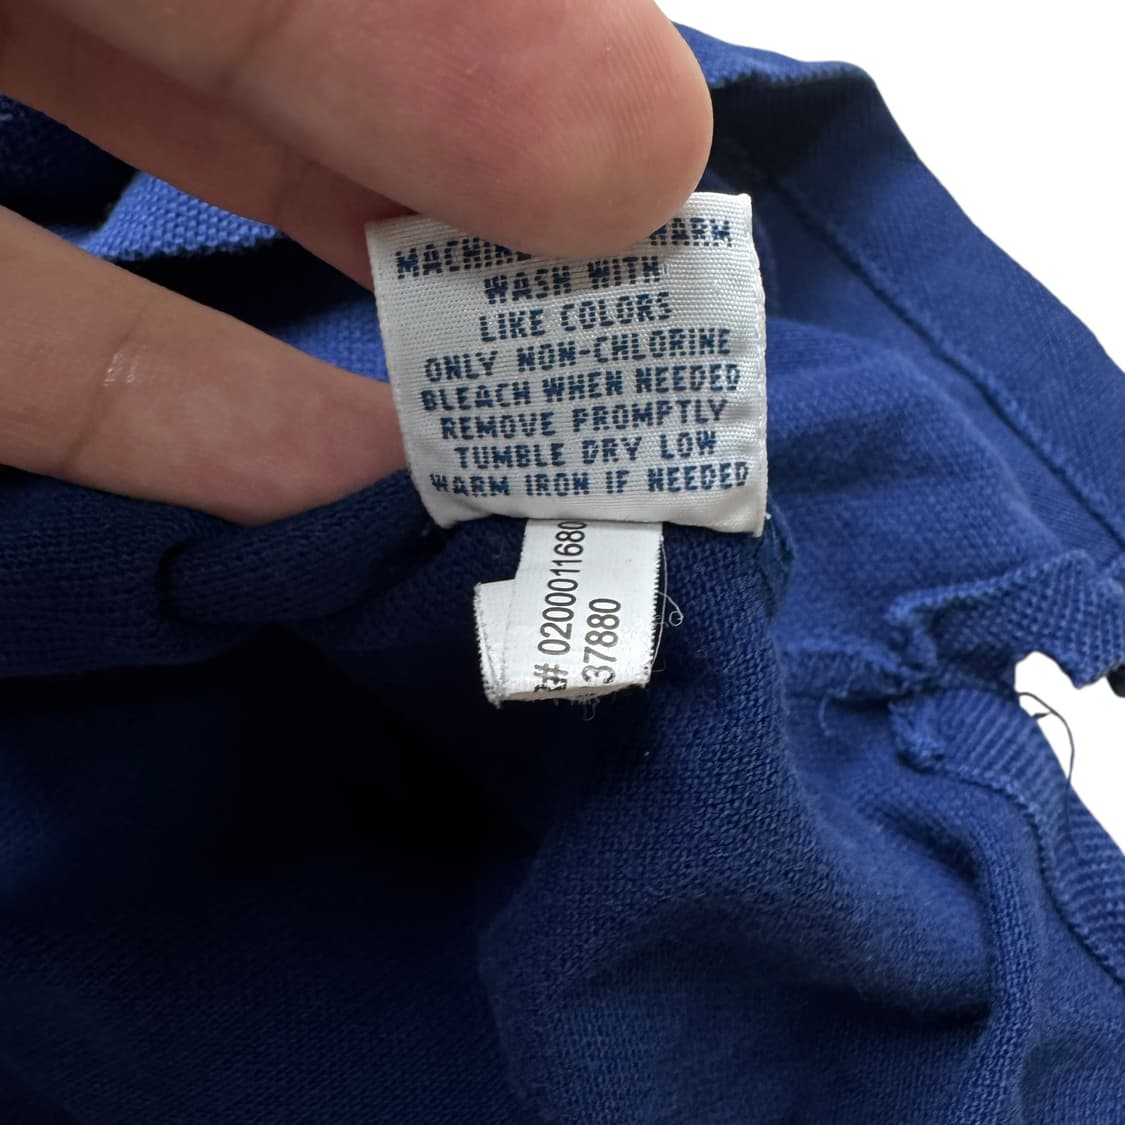 MACHINE WARM
WASH WITH
LIKE COLORS
ONLY NON-CHLORINE
BLEACH WHEN NEEDED
REMOVE PROMPTLY
TUMBLE DRY LOW
WARM IRON IF NEEDED
# 0200011680
37880